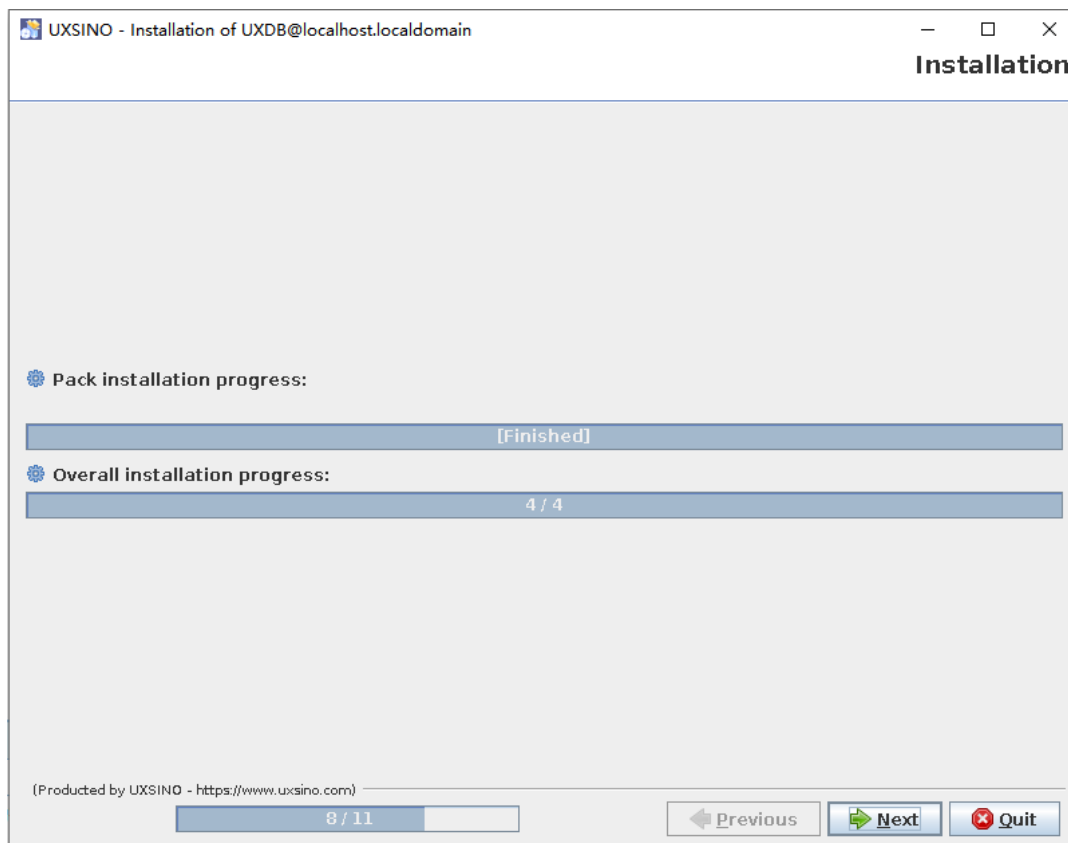 UXSINO - Installation of UXDB@localhost.localdomain
Installation
Pack installation progress:
[Finished]
Overall installation progress:
4 / 4
(Producted by UXSINO - https://www.uxsino.com)
8 / 11
Previous
Next
Quit